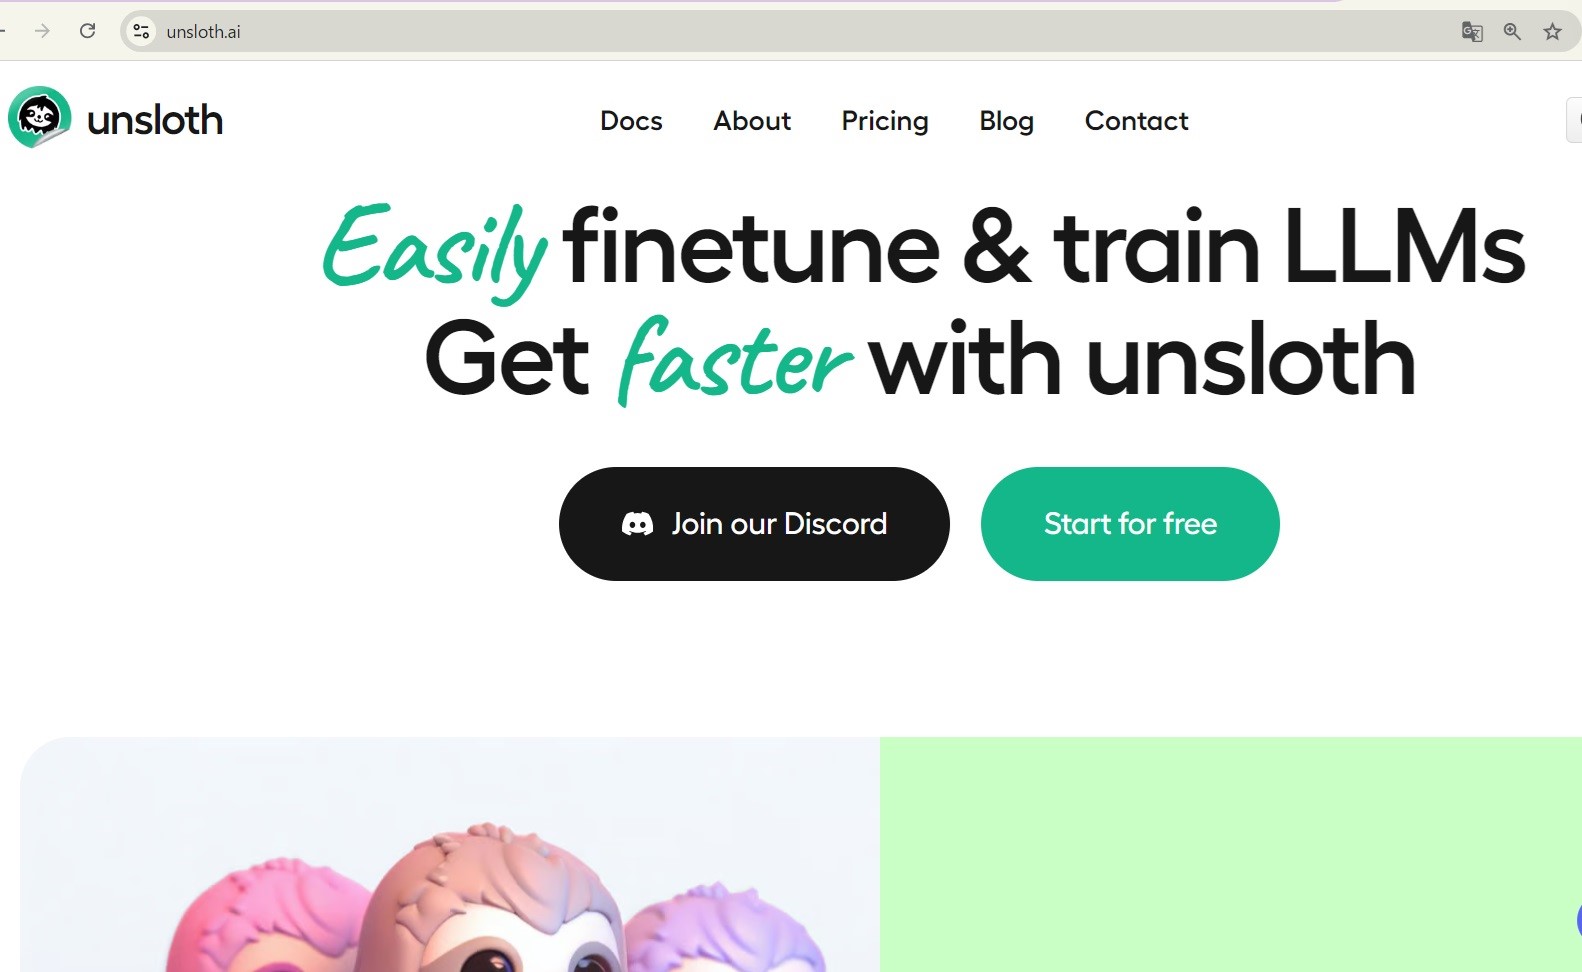 unsloth.ai
unsloth
Docs About Pricing Blog Contact
Easily finetune & train LLMs
Get faster with unsloth
Join our Discord
Start for free